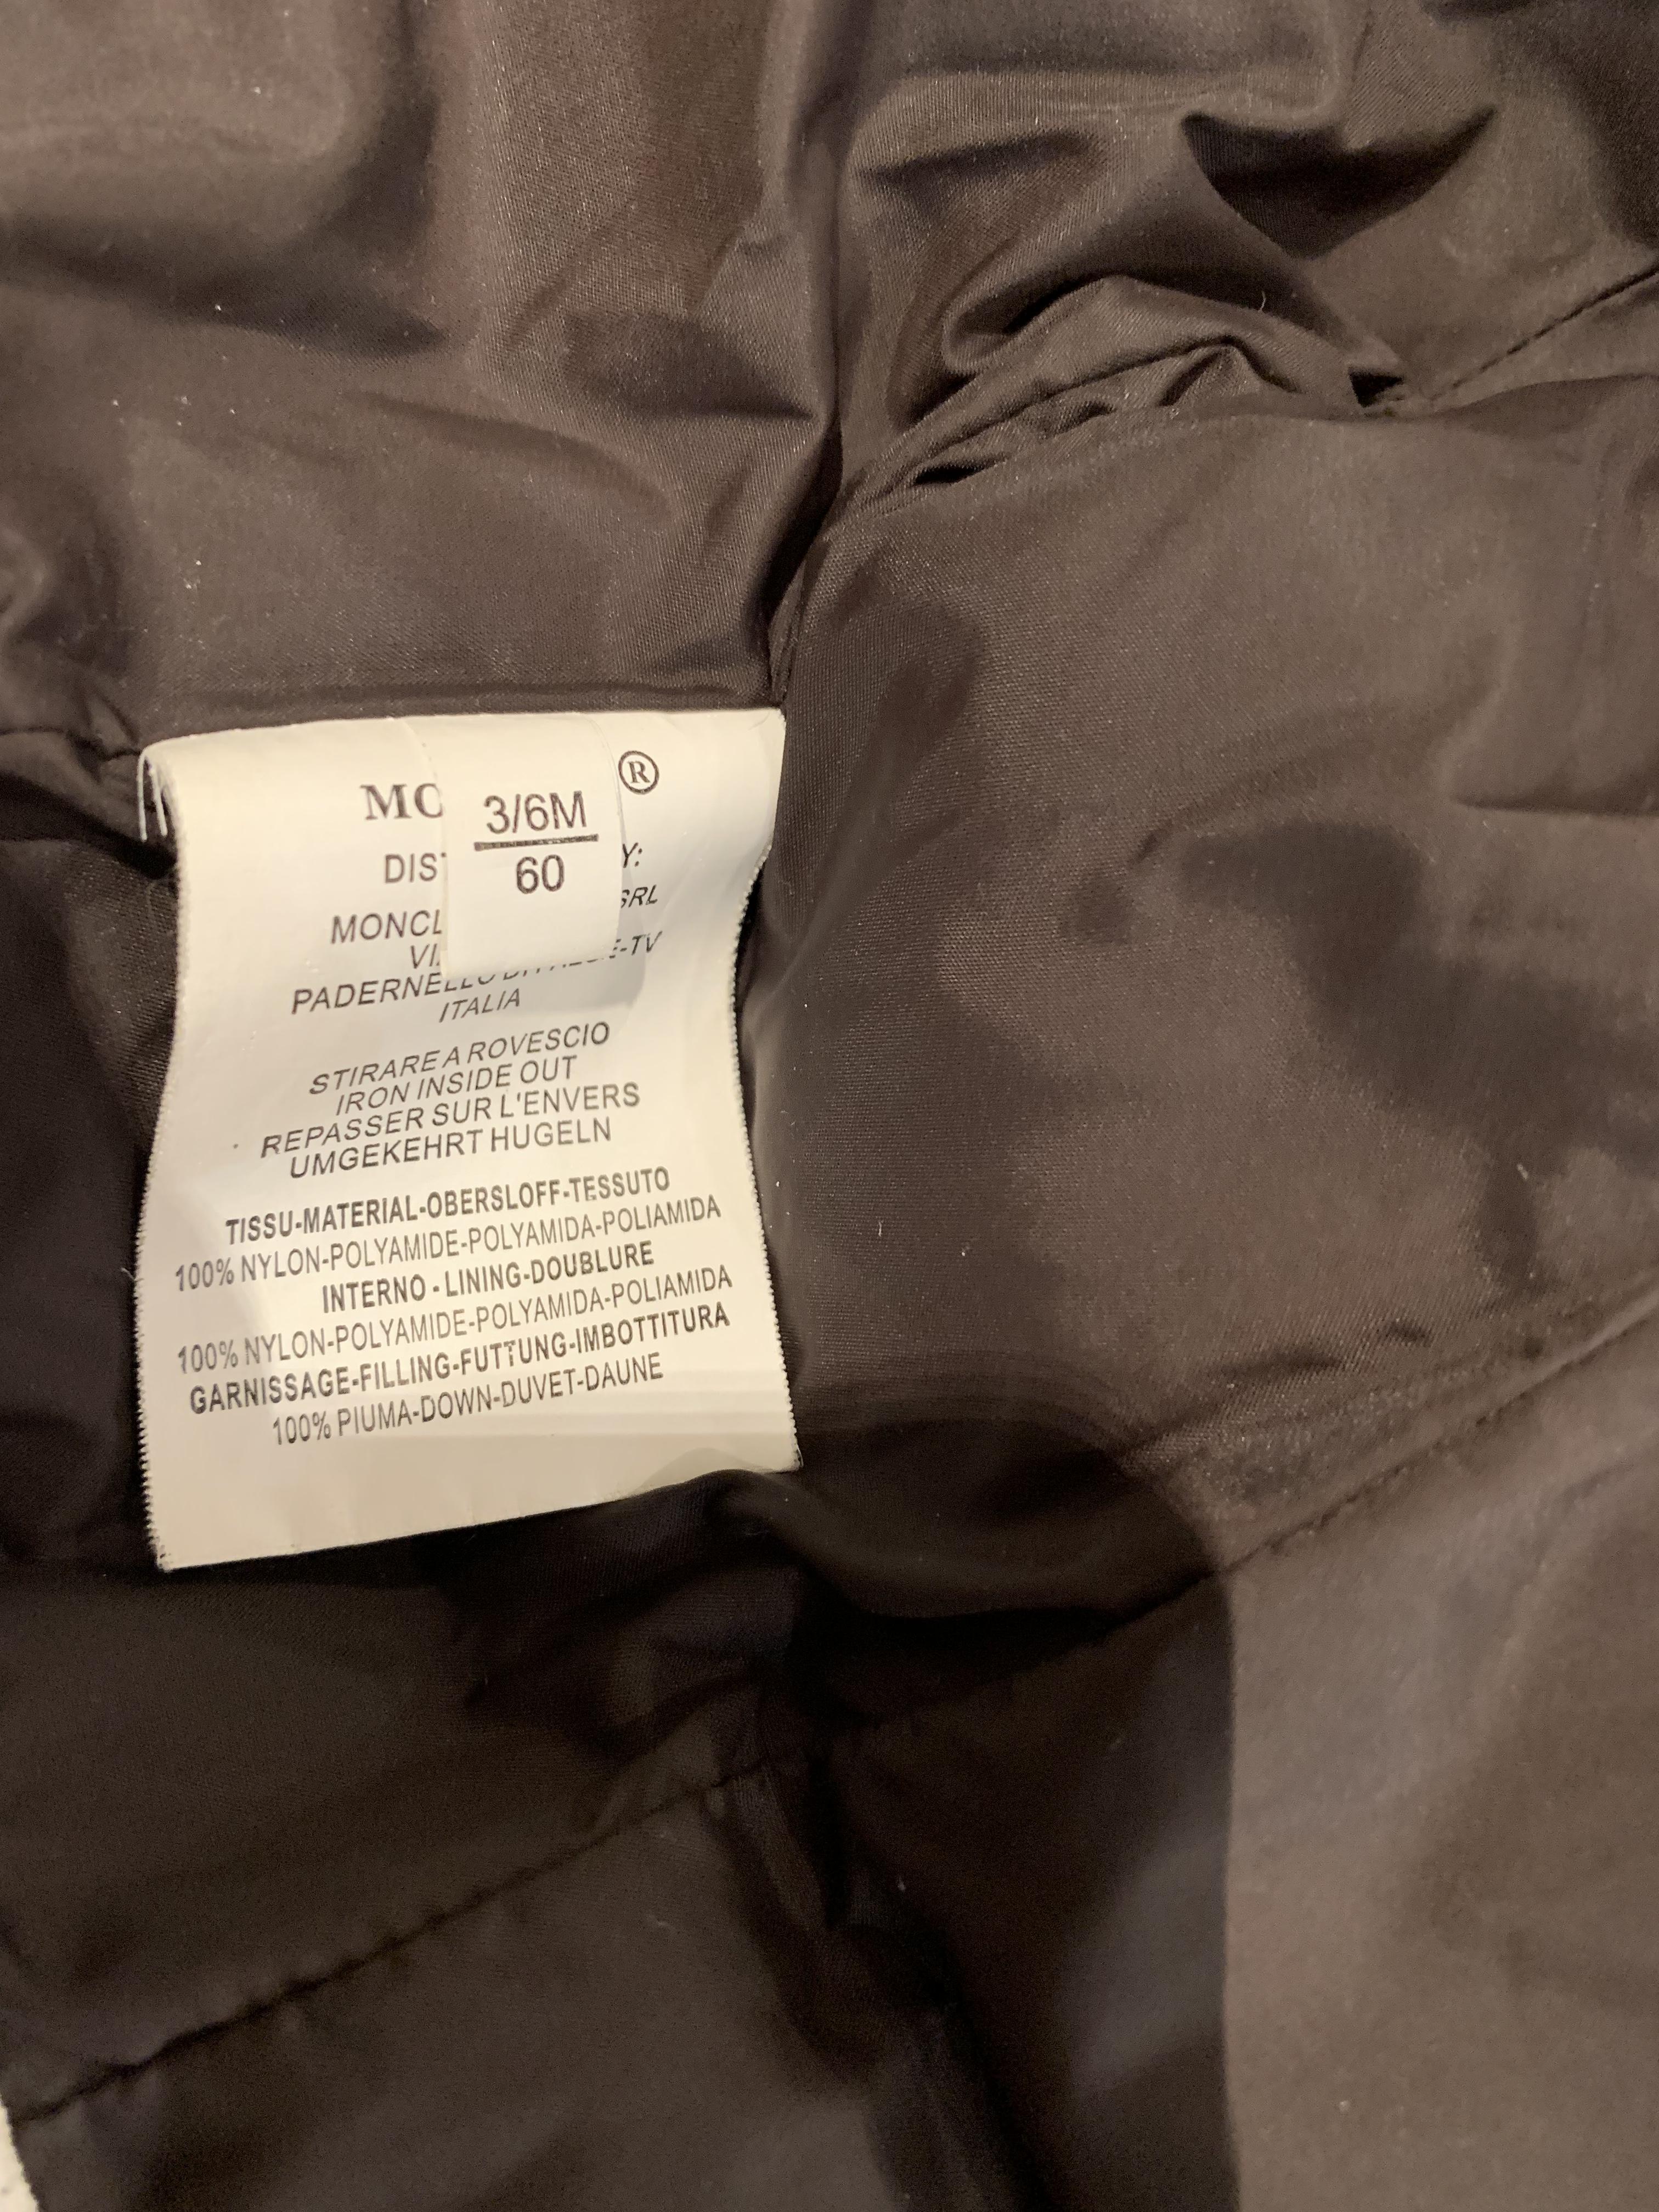 MC ®
3/6M
60
DIS Y:
MONCL SRL
VI -TV
PADERNELLO
ITALIA
STIRARE A ROVESCIO
IRON INSIDE OUT
REPASSER SUR L'ENVERS
UMGEKEHRT HUGELN
TISSU-MATERIAL-OBERSLOFF-TESSUTO
100% NYLON-POLYAMIDE-POLYAMIDA-POLIAMIDA
INTERNO - LINING-DOUBLURE
100% NYLON-POLYAMIDE-POLYAMIDA-POLIAMIDA
GARNISSAGE-FILLING-FUTTUNG-IMBOTTITURA
100% PIUMA-DOWN-DUVET-DAUNE